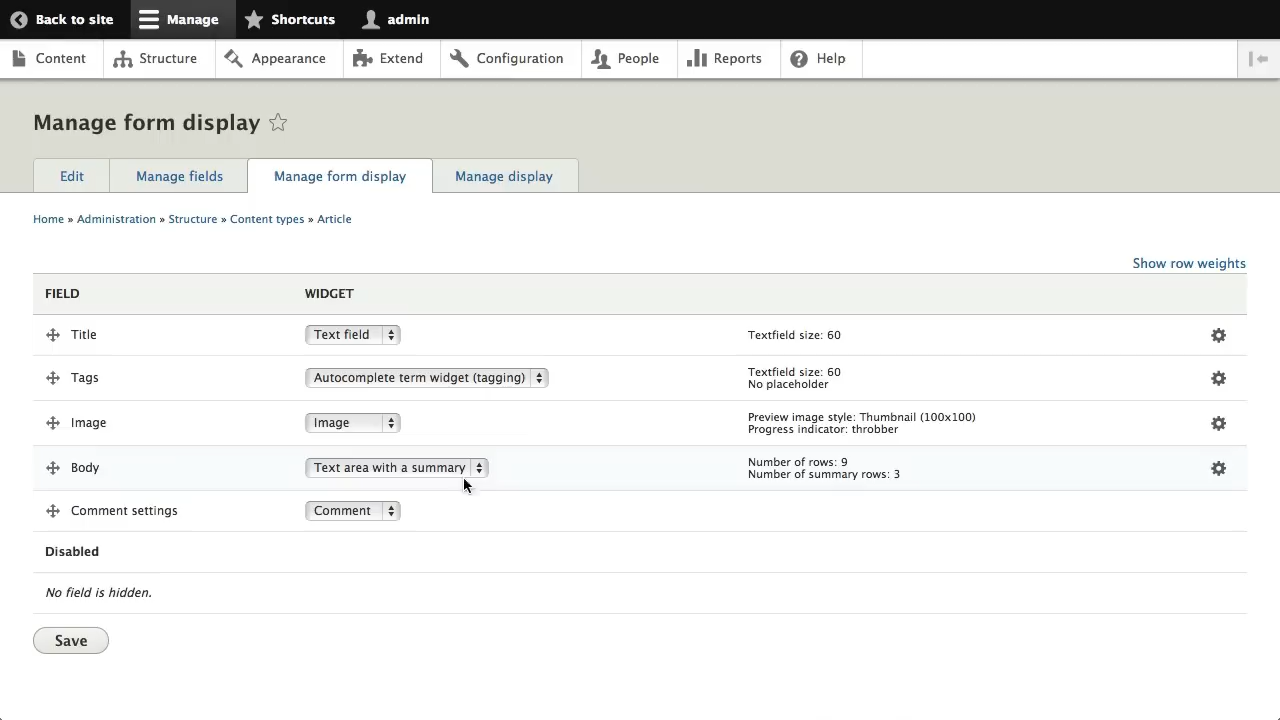 Back to site Manage Shortcuts admin
Content Structure Appearance Extend Configuration People Reports Help
Manage form display
Edit Manage fields Manage form display Manage display
Home » Administration » Structure » Content types » Article
Show row weights
FIELD WIDGET
Title Text field Textfield size: 60
Tags Autocomplete term widget (tagging) Textfield size: 60
No placeholder
Image Image Preview image style: Thumbnail (100x100)
Progress indicator: throbber
Body Text area with a summary Number of rows: 9
Number of summary rows: 3
Comment settings Comment
Disabled
No field is hidden.
Save